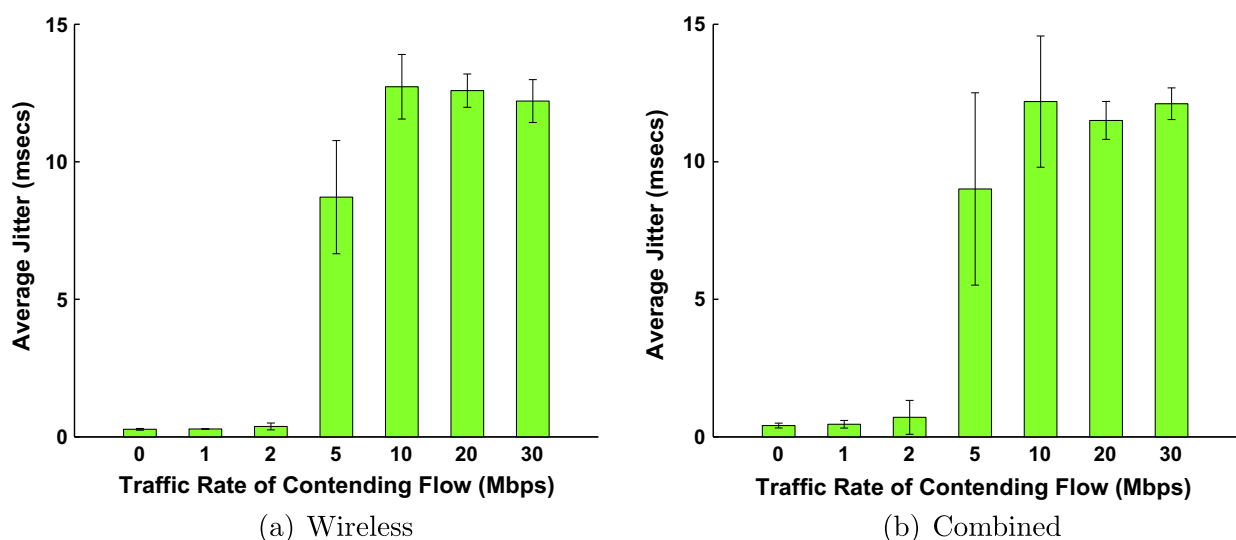 15
10
5
0
Average Jitter (msecs)
0 1 2 5 10 20 30
Traffic Rate of Contending Flow (Mbps)
(a) Wireless
15
10
5
0
Average Jitter (msecs)
0 1 2 5 10 20 30
Traffic Rate of Contending Flow (Mbps)
(b) Combined